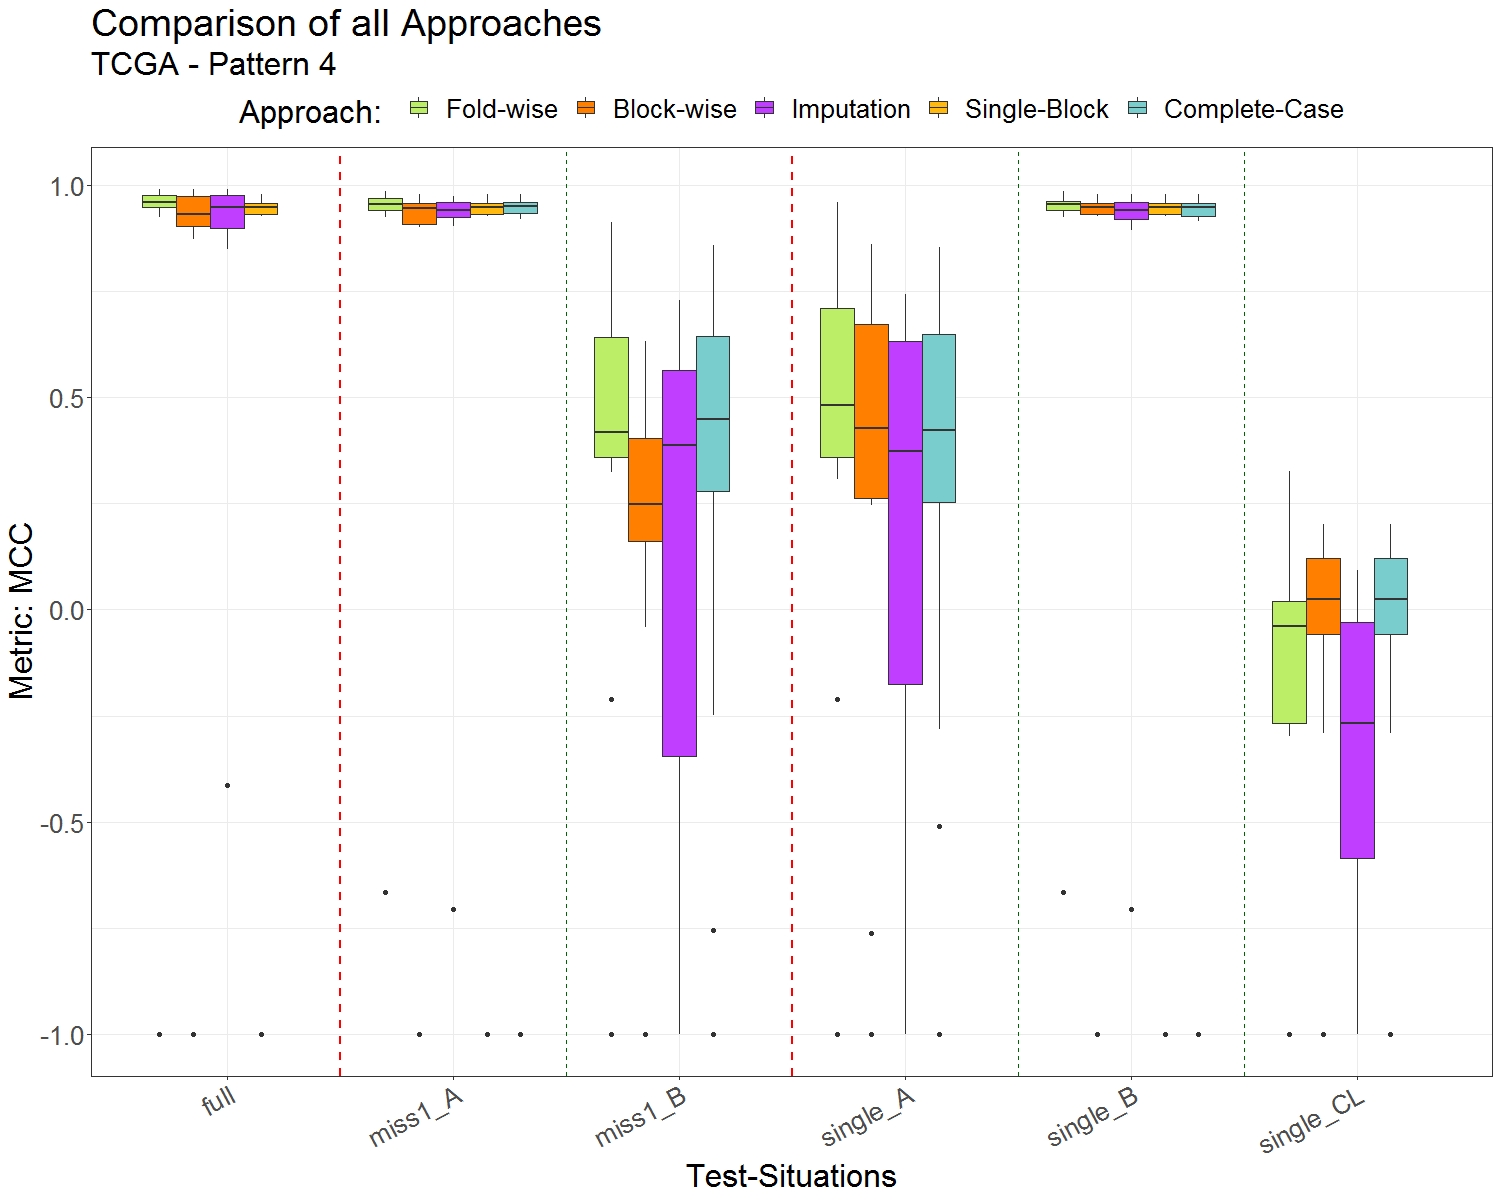 Comparison of all Approaches
TCGA - Pattern 4
Approach: Fold-wise Block-wise Imputation Single-Block Complete-Case
Metric: MCC
1.0
0.5
0.0
-0.5
-1.0
full miss1_A miss1_B single_A single_B single_CL
Test-Situations